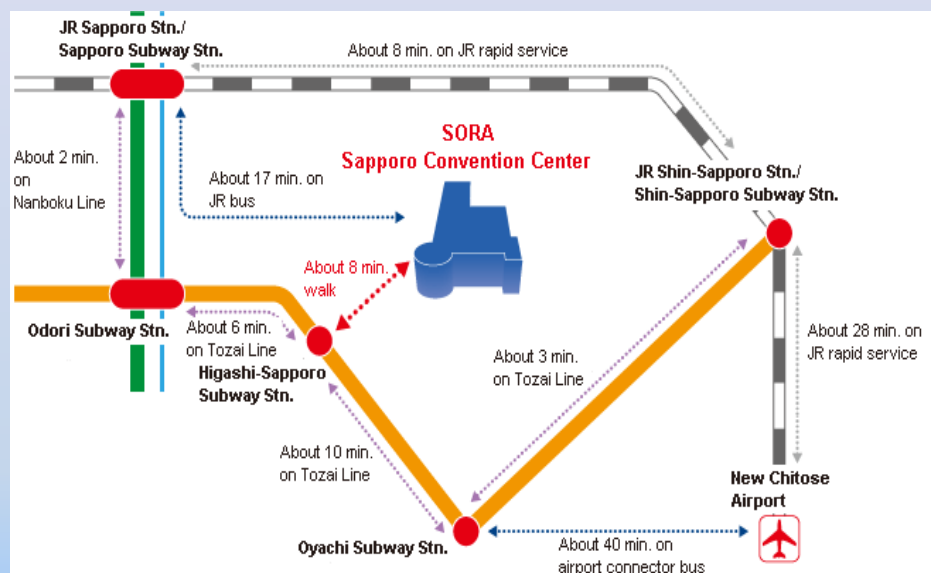 JR Sapporo Stn./
Sapporo Subway Stn.
About 8 min. on JR rapid service
SORA
Sapporo Convention Center
About 2 min.
on
Nanboku Line
About 17 min. on
JR bus
JR Shin-Sapporo Stn./
Shin-Sapporo Subway Stn.
About 8 min.
walk
Odori Subway Stn.
About 6 min.
on Tozai Line
Higashi-Sapporo
Subway Stn.
About 3 min.
on Tozai Line
About 28 min. on
JR rapid service
About 10 min.
on Tozai Line
New Chitose
Airport
Oyachi Subway Stn.
About 40 min. on
airport connector bus